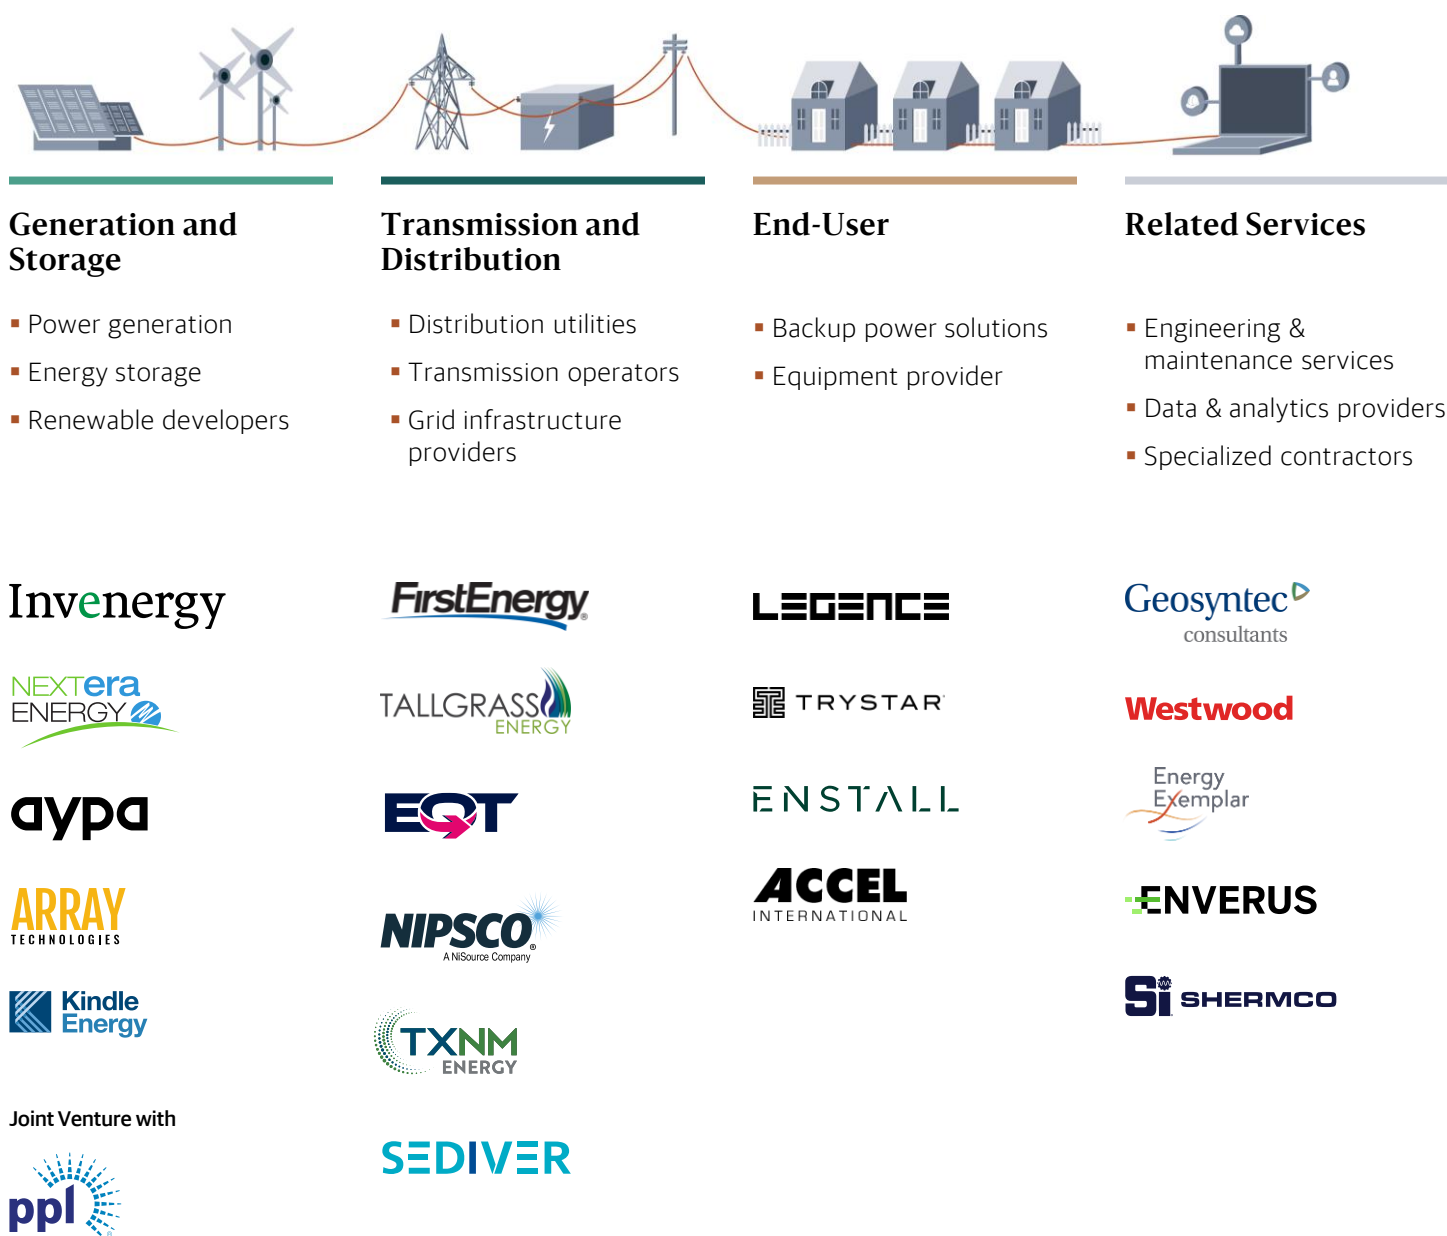 Generation and
Storage
▪ Power generation
▪ Energy storage
▪ Renewable developers
Transmission and
Distribution
▪ Distribution utilities
▪ Transmission operators
▪ Grid infrastructure
providers
End-User
▪ Backup power solutions
▪ Equipment provider
Related Services
▪ Engineering &
maintenance services
▪ Data & analytics providers
▪ Specialized contractors
Invenergy
NEXTera
ENERGY
aypa
ARRAY
TECHNOLOGIES
Kindle
Energy
Joint Venture with
ppl
FirstEnergy®
TALLGRASS
ENERGY
EQT
NIPSCO®
A NiSource Company
TXNM
ENERGY
SEDIVER
LEGENCE
TRYSTAR
ENSTALL
ACCEL
INTERNATIONAL
Geosyntec
consultants
Westwood
Energy
Exemplar
ENVERUS
Si SHERMCO